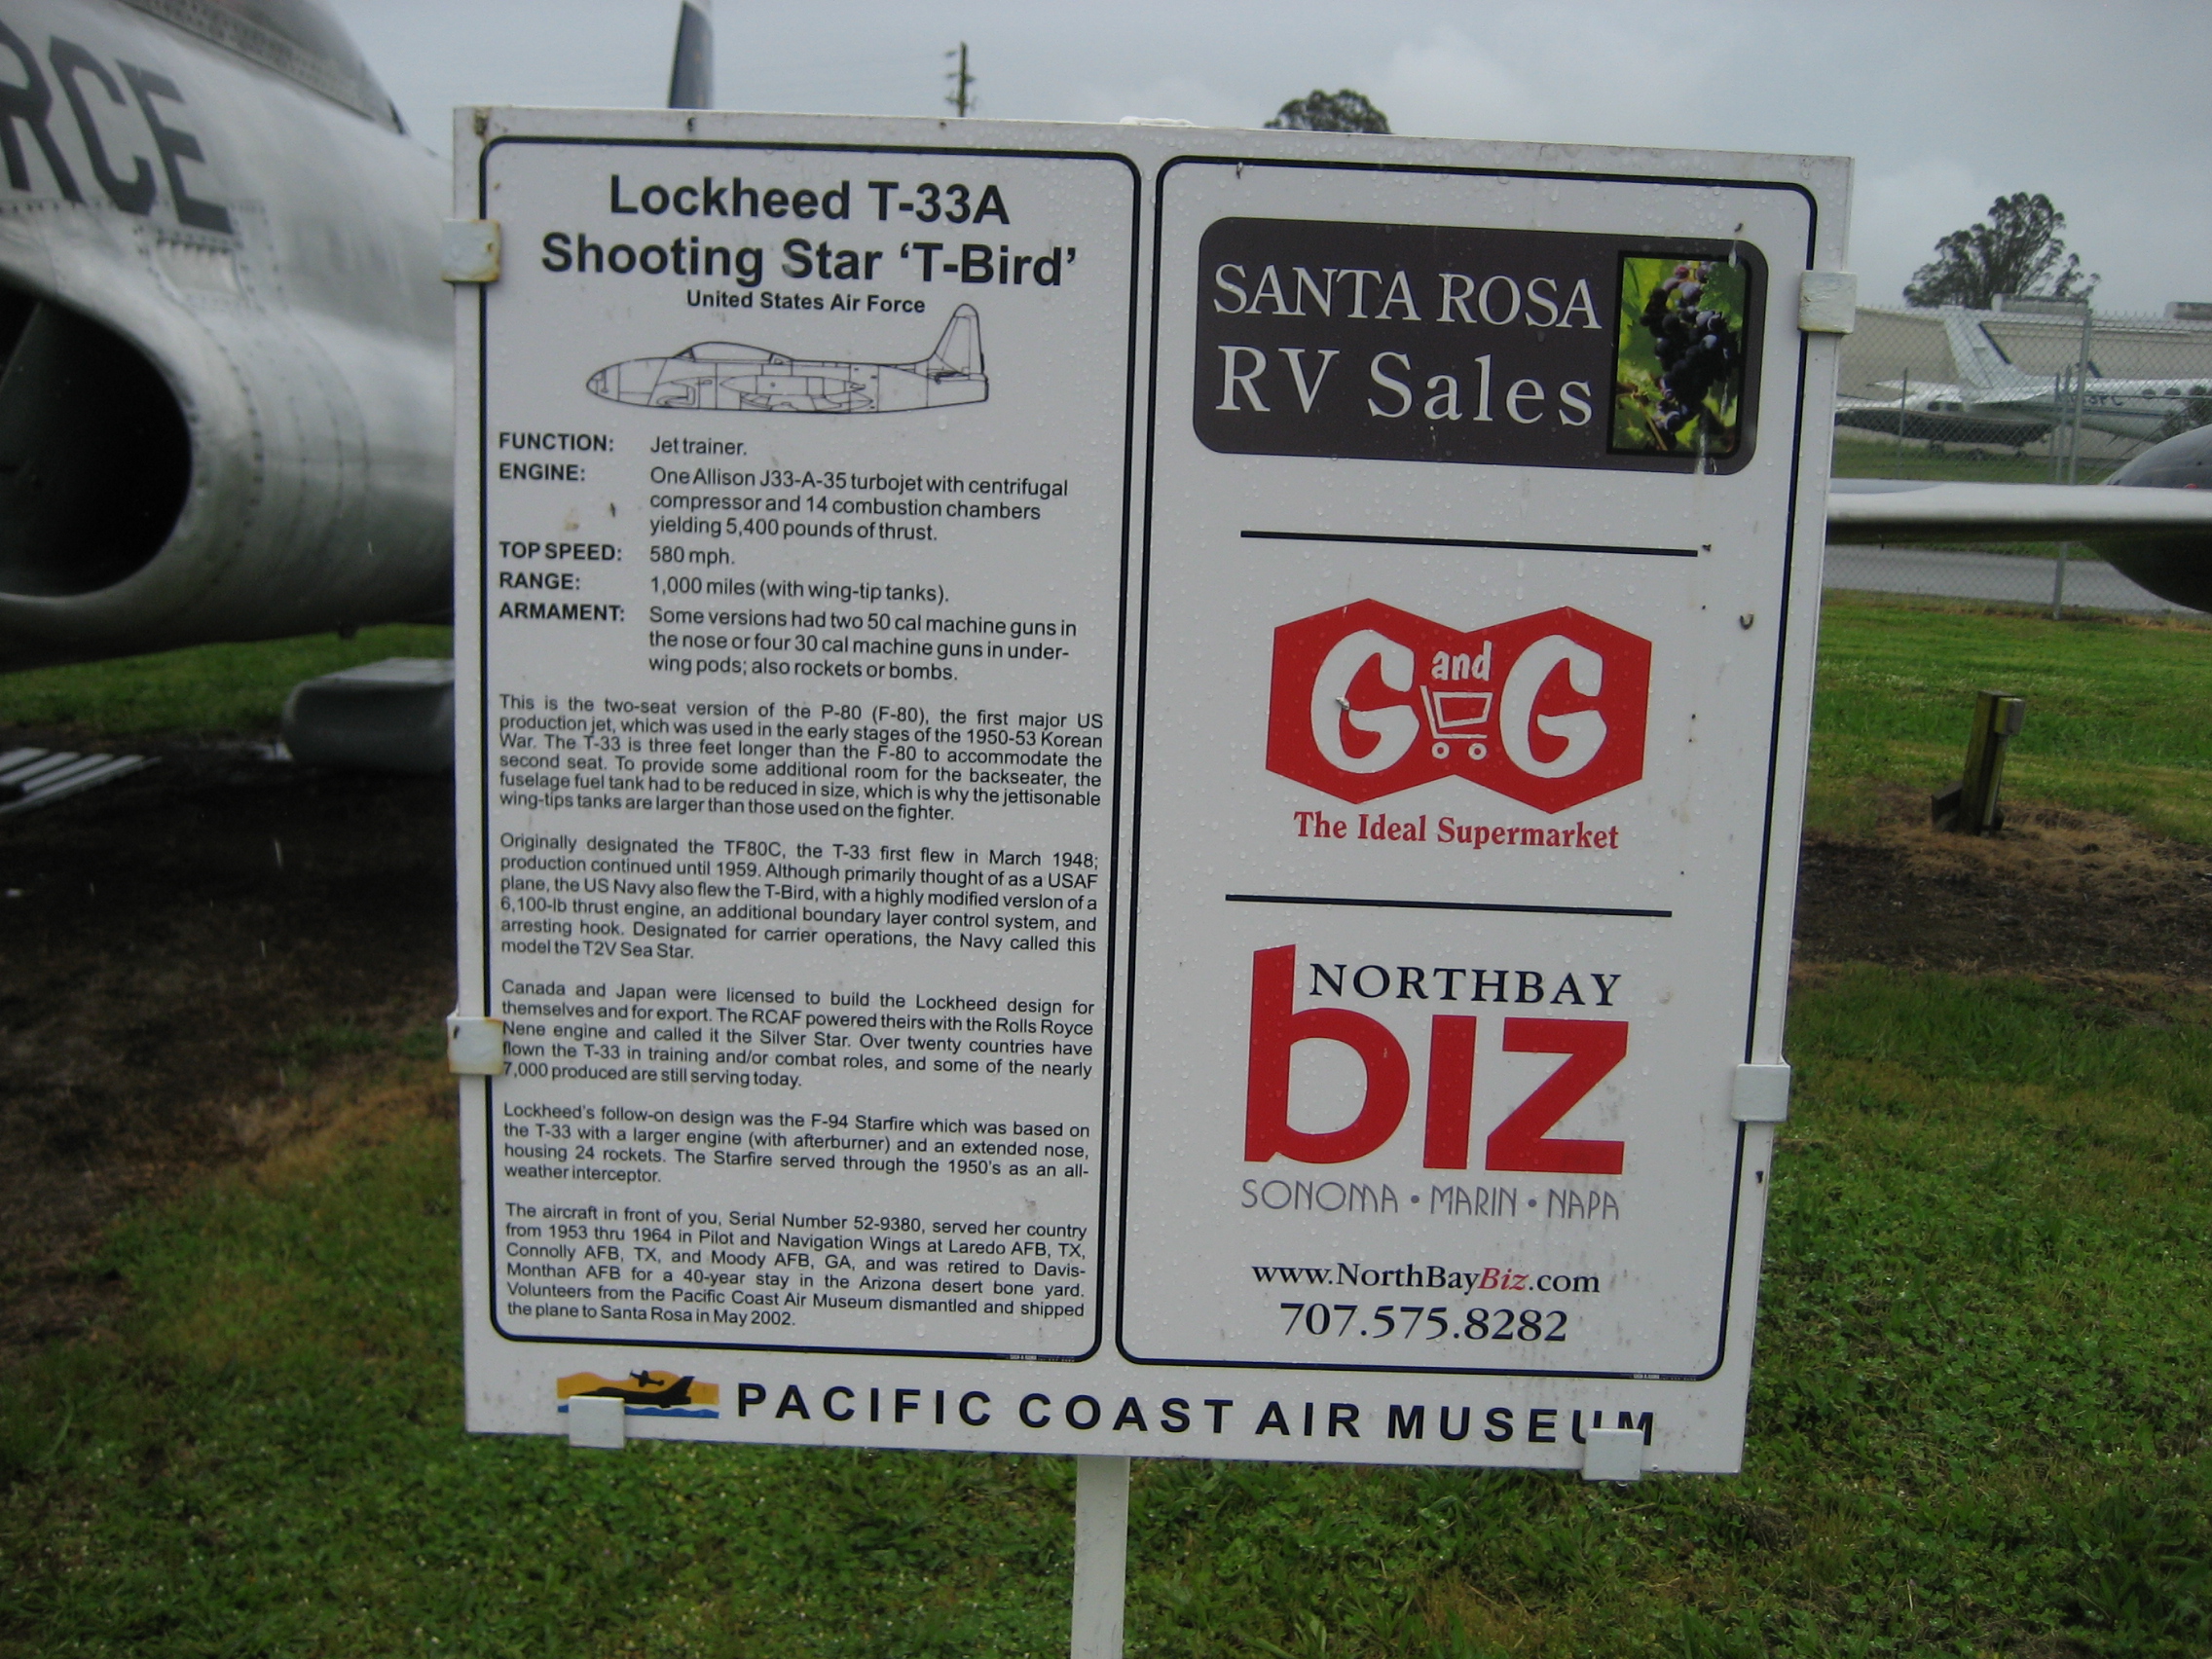 RCE
Lockheed T-33A
Shooting Star ‘T-Bird’
United States Air Force
FUNCTION: Jet trainer.
ENGINE: One Allison J33-A-35 turbojet with centrifugal
compressor and 14 combustion chambers
yielding 5,400 pounds of thrust.
TOP SPEED: 580 mph.
RANGE: 1,000 miles (with wing-tip tanks).
ARMAMENT: Some versions had two 50 cal machine guns in
the nose or four 30 cal machine guns in under-
wing pods; also rockets or bombs.
This is the two-seat version of the P-80 (F-80), the first major US
production jet, which was used in the early stages of the 1950-53 Korean
War. The T-33 is three feet longer than the F-80 to accommodate the
second seat. To provide some additional room for the backseater, the
fuselage fuel tank had to be reduced in size, which is why the jettisonable
wing-tips tanks are larger than those used on the fighter.
Originally designated the TF80C, the T-33 first flew in March 1948;
production continued until 1959. Although primarily thought of as a USAF
plane, the US Navy also flew the T-Bird, with a highly modified version of a
6,100-lb thrust engine, an additional boundary layer control system, and
arresting hook. Designated for carrier operations, the Navy called this
model the T2V Sea Star.
Canada and Japan were licensed to build the Lockheed design for
themselves and for export. The RCAF powered theirs with the Rolls Royce
Nene engine and called it the Silver Star. Over twenty countries have
flown the T-33 in training and/or combat roles, and some of the nearly
7,000 produced are still serving today.
Lockheed’s follow-on design was the F-94 Starfire which was based on
the T-33 with a larger engine (with afterburner) and an extended nose,
housing 24 rockets. The Starfire served through the 1950’s as an all-
weather interceptor.
The aircraft in front of you, Serial Number 52-9380, served her country
from 1953 thru 1964 in Pilot and Navigation Wings at Laredo AFB, TX,
Connolly AFB, TX, and Moody AFB, GA, and was retired to Davis-
Monthan AFB for a 40-year stay in the Arizona desert bone yard.
Volunteers from the Pacific Coast Air Museum dismantled and shipped
the plane to Santa Rosa in May 2002.
SANTA ROSA
RV Sales
G and G
The Ideal Supermarket
NORTHBAY
biz
SONOMA • MARIN • NAPA
www.NorthBayBiz.com
707.575.8282
PACIFIC COAST AIR MUSEUM